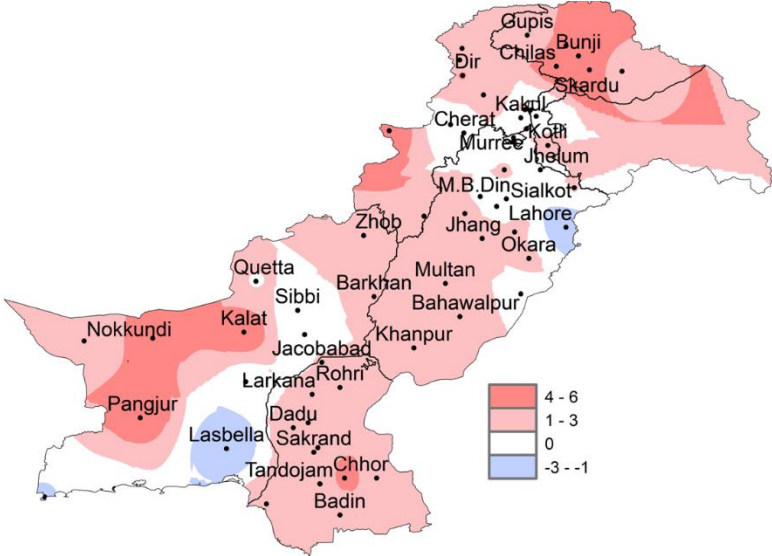 Gupis
Chilas
Bunji
Dir
Skardu
Kakul
Cherat
Kotli
Murree
Jhelum
M.B.Din
Sialkot
Lahore
Zhob
Jhang
Okara
Quetta
Multan
Barkhan
Sibbi
Bahawalpur
Nokkundi
Kalat
Khanpur
Jacobabad
Rohri
Larkana
4 - 6
Pangjur
Dadu
1 - 3
Lasbella
Sakrand
0
Tandojam
Chhor
-3 - -1
Badin